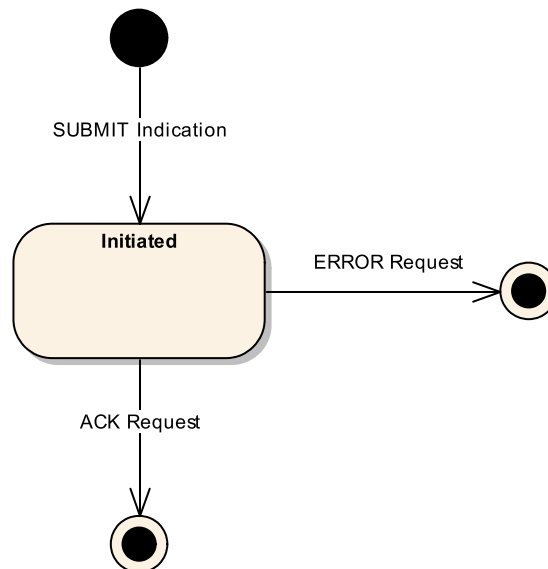 SUBMIT Indication
Initiated
ERROR Request
ACK Request